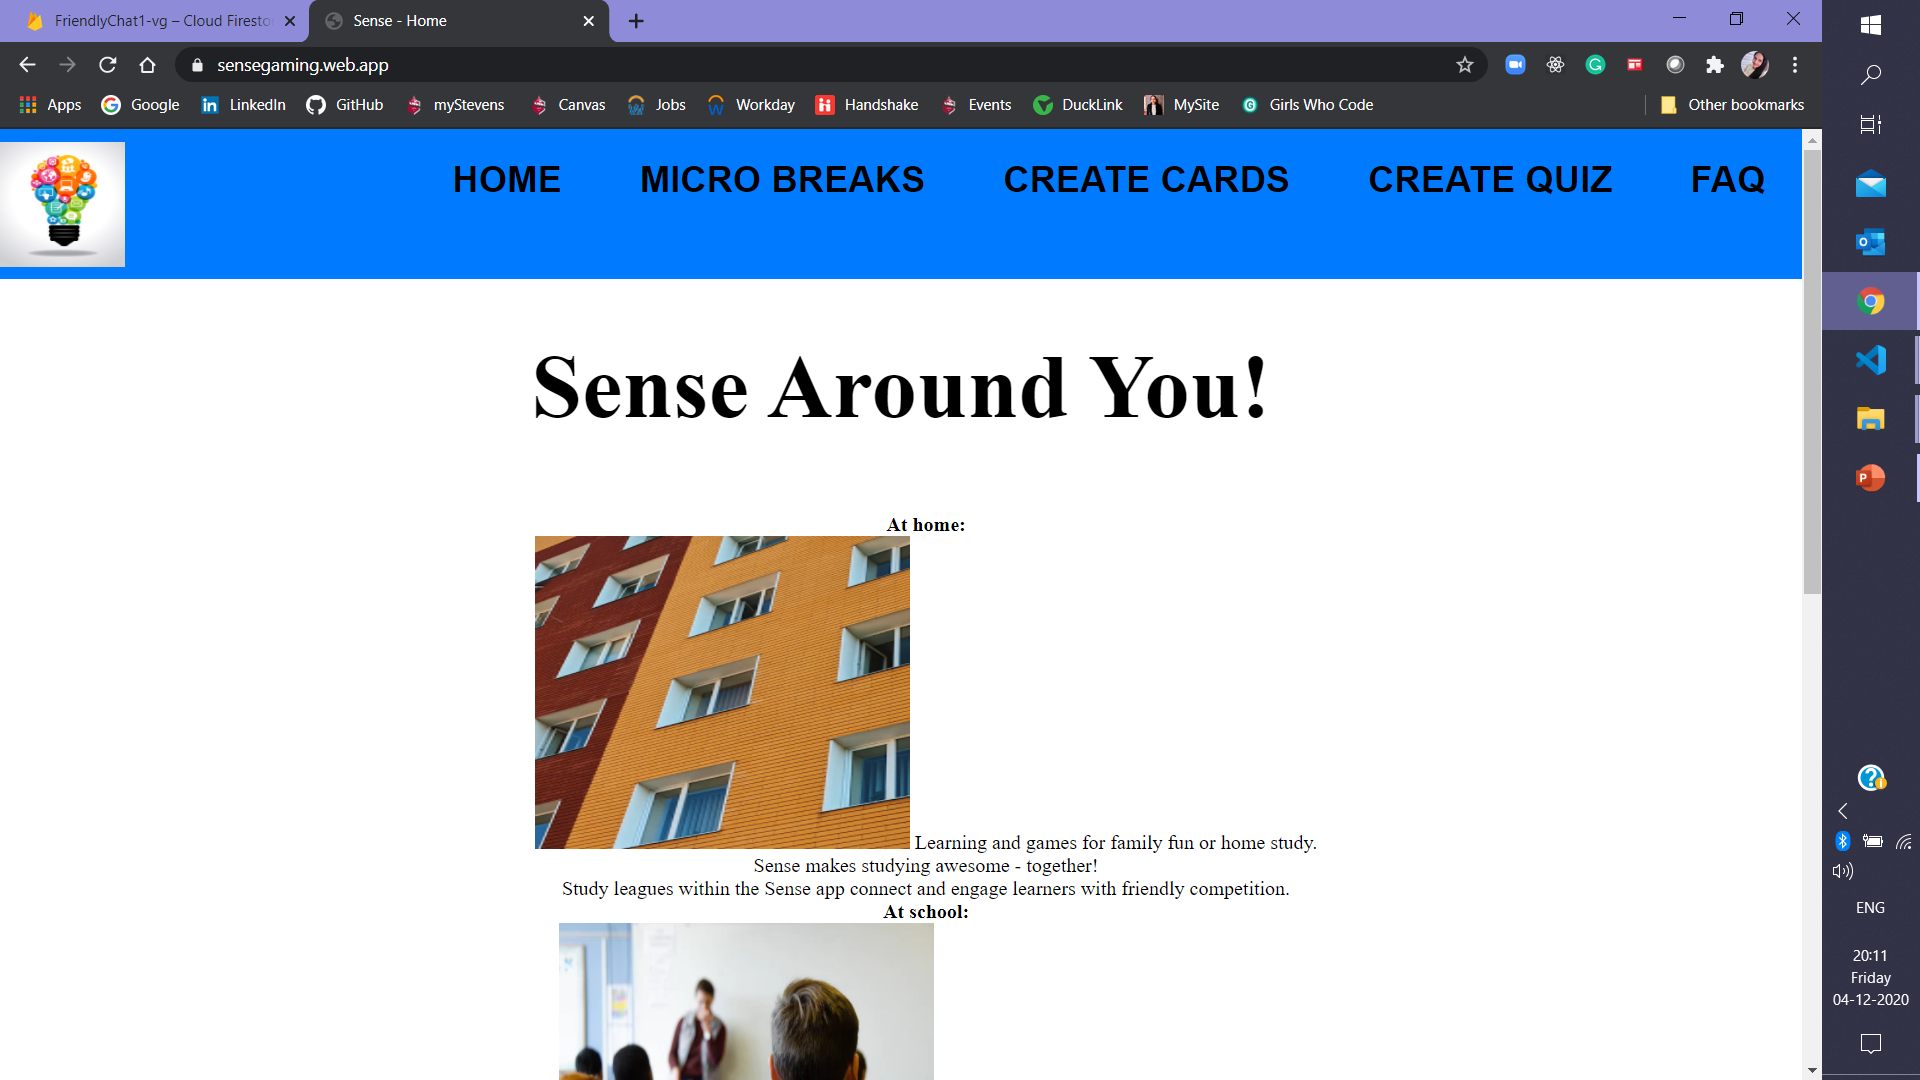 FriendlyChat1-vg – Cloud Firesto
Sense - Home
sensegaming.web.app
Apps
Google
LinkedIn
GitHub
myStevens
Canvas
Jobs
Workday
Handshake
Events
DuckLink
MySite
Girls Who Code
Other bookmarks
HOME
MICRO BREAKS
CREATE CARDS
CREATE QUIZ
FAQ
Sense Around You!
At home:
Learning and games for family fun or home study.
Sense makes studying awesome - together!
Study leagues within the Sense app connect and engage learners with friendly competition.
At school:
ENG
20:11
Friday
04-12-2020